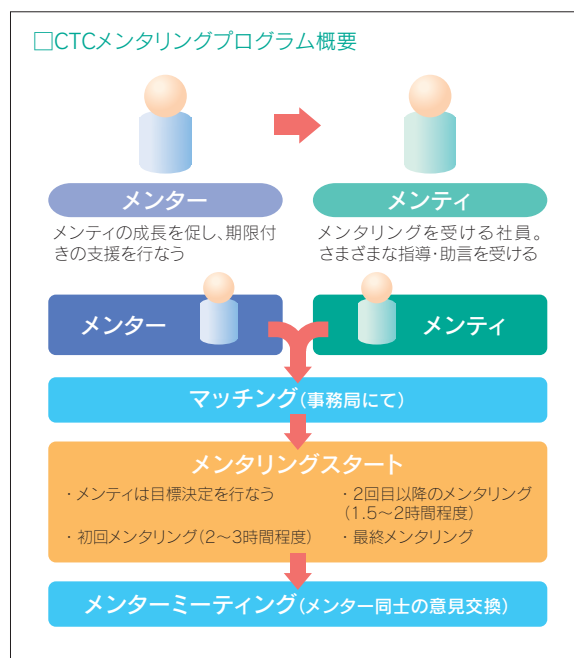 □CTCメンタリングプログラム概要
メンター
メンティの成長を促し、期限付
きの支援を行なう
メンティ
メンタリングを受ける社員。
さまざまな指導・助言を受ける
メンター
メンティ
マッチング(事務局にて)
メンタリングスタート
・メンティは目標決定を行なう
・初回メンタリング(2〜3時間程度)
・2回目以降のメンタリング
(1.5〜2時間程度)
・最終メンタリング
メンターミーティング(メンター同士の意見交換)